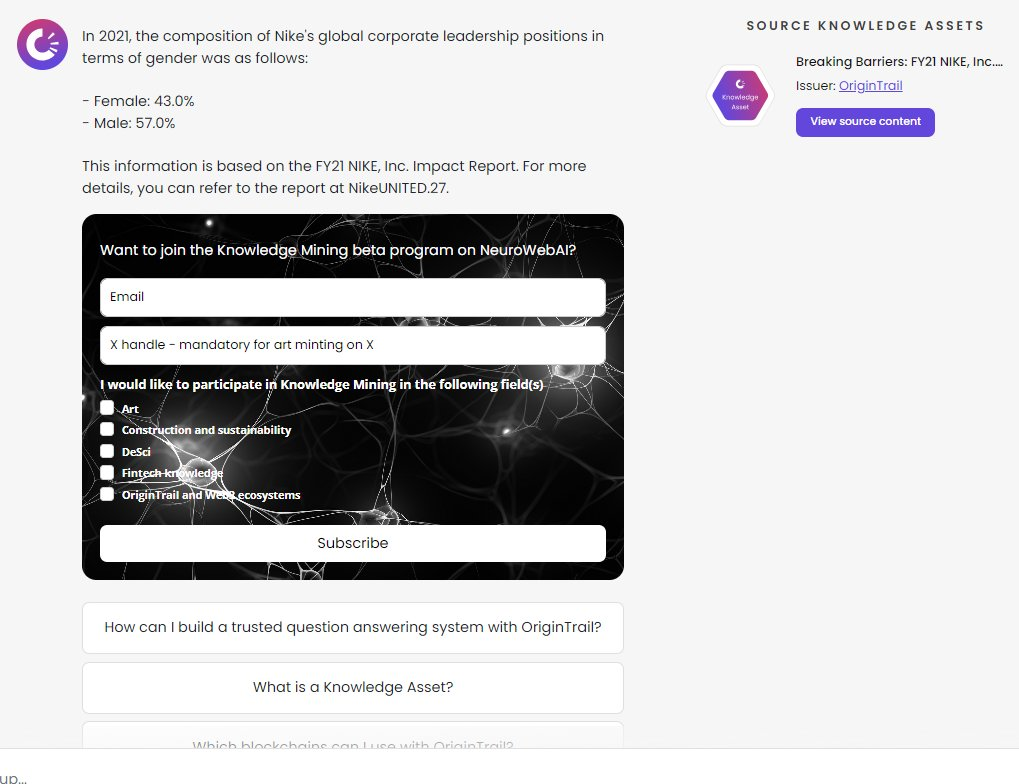 In 2021, the composition of Nike's global corporate leadership positions in
terms of gender was as follows:
- Female: 43.0%
- Male: 57.0%
This information is based on the FY21 NIKE, Inc. Impact Report. For more
details, you can refer to the report at NikeUNITED.27.
SOURCE KNOWLEDGE ASSETS
Knowledge
Asset
Breaking Barriers: FY21 NIKE, Inc....
Issuer: OriginTrail
View source content
Want to join the Knowledge Mining beta program on NeuroWebAI?
Email
X handle - mandatory for art minting on X
I would like to participate in Knowledge Mining in the following field(s)
Art
Construction and sustainability
DeSci
Fintech knowledge
OriginTrail and Web3 ecosystems
Subscribe
How can I build a trusted question answering system with OriginTrail?
What is a Knowledge Asset?
Which blockchains can I use with OriginTrail?
up...